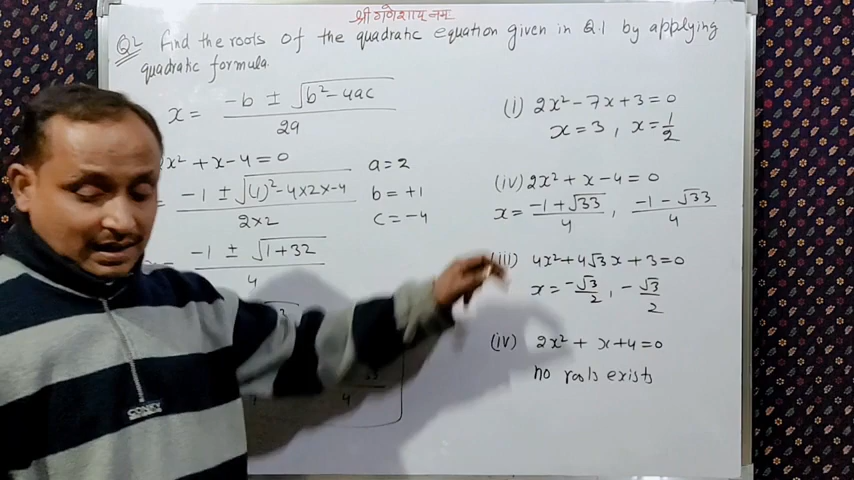 श्री गणेशाय नमः
Q2 Find the roots of the quadratic equation given in Q.1 by applying
quadratic formula.
x = -b ± √b² - 4ac / 2a
x² + x - 4 = 0
a = 2
= -1 ± √(1)² - 4×2×-4 / 2×2
b = +1
c = -4
= -1 ± √1+32 / 4
4
(i) 2x² - 7x + 3 = 0
x = 3 , x = 1/2
(iv) 2x² + x - 4 = 0
x = -1 + √33 / 4 , -1 - √33 / 4
(iii) 4x² + 4√3 x + 3 = 0
x = -√3/2 , -√3/2
(iv) 2x² + x + 4 = 0
no roots exists